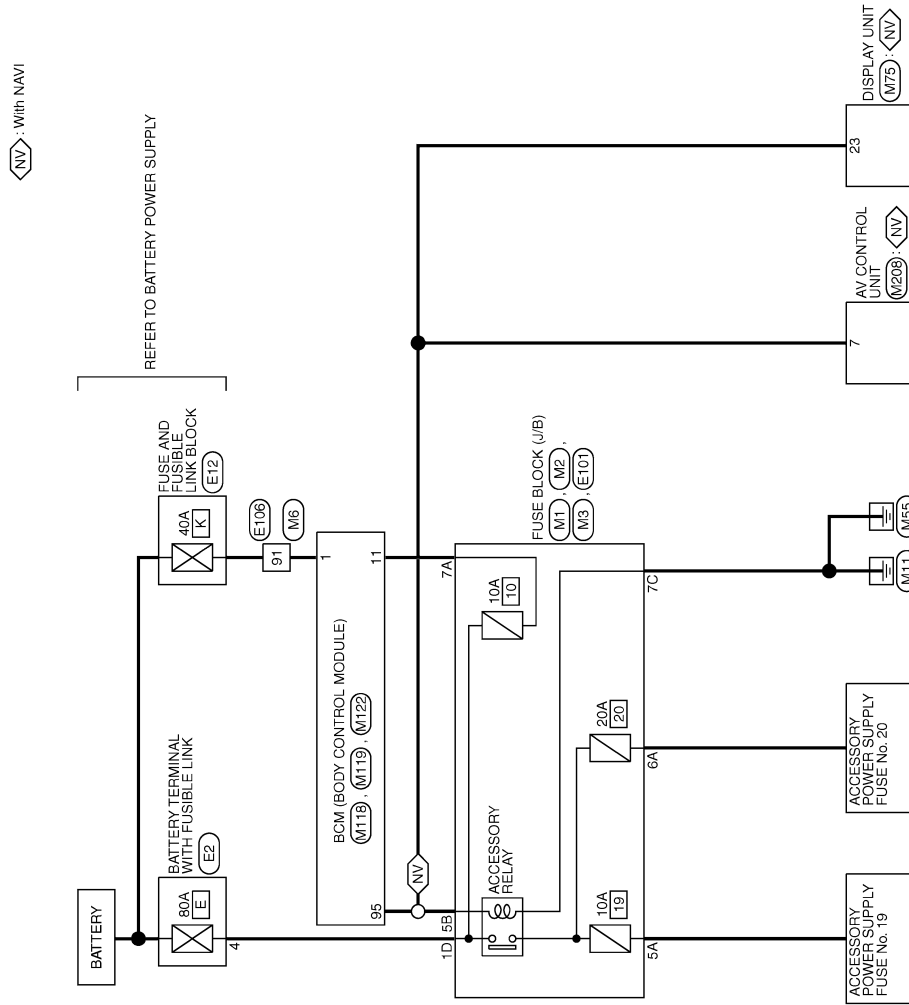 NV : With NAVI
REFER TO BATTERY POWER SUPPLY
BATTERY
BATTERY TERMINAL
WITH FUSIBLE LINK
E2
80A
E
4
FUSE AND
FUSIBLE
LINK BLOCK
E12
40A
K
E106
M6
91
BCM (BODY CONTROL MODULE)
M118 , M119 , M122
1
11
95
NV
FUSE BLOCK (J/B)
M1 , M2 ,
M3 , E101
1D
5B
7A
10A
10
ACCESSORY
RELAY
10A
19
20A
20
5A
6A
7C
ACCESSORY
POWER SUPPLY
FUSE No. 19
ACCESSORY
POWER SUPPLY
FUSE No. 20
M11
M55
AV CONTROL
UNIT
M208 : NV
7
DISPLAY UNIT
M75 : NV
23